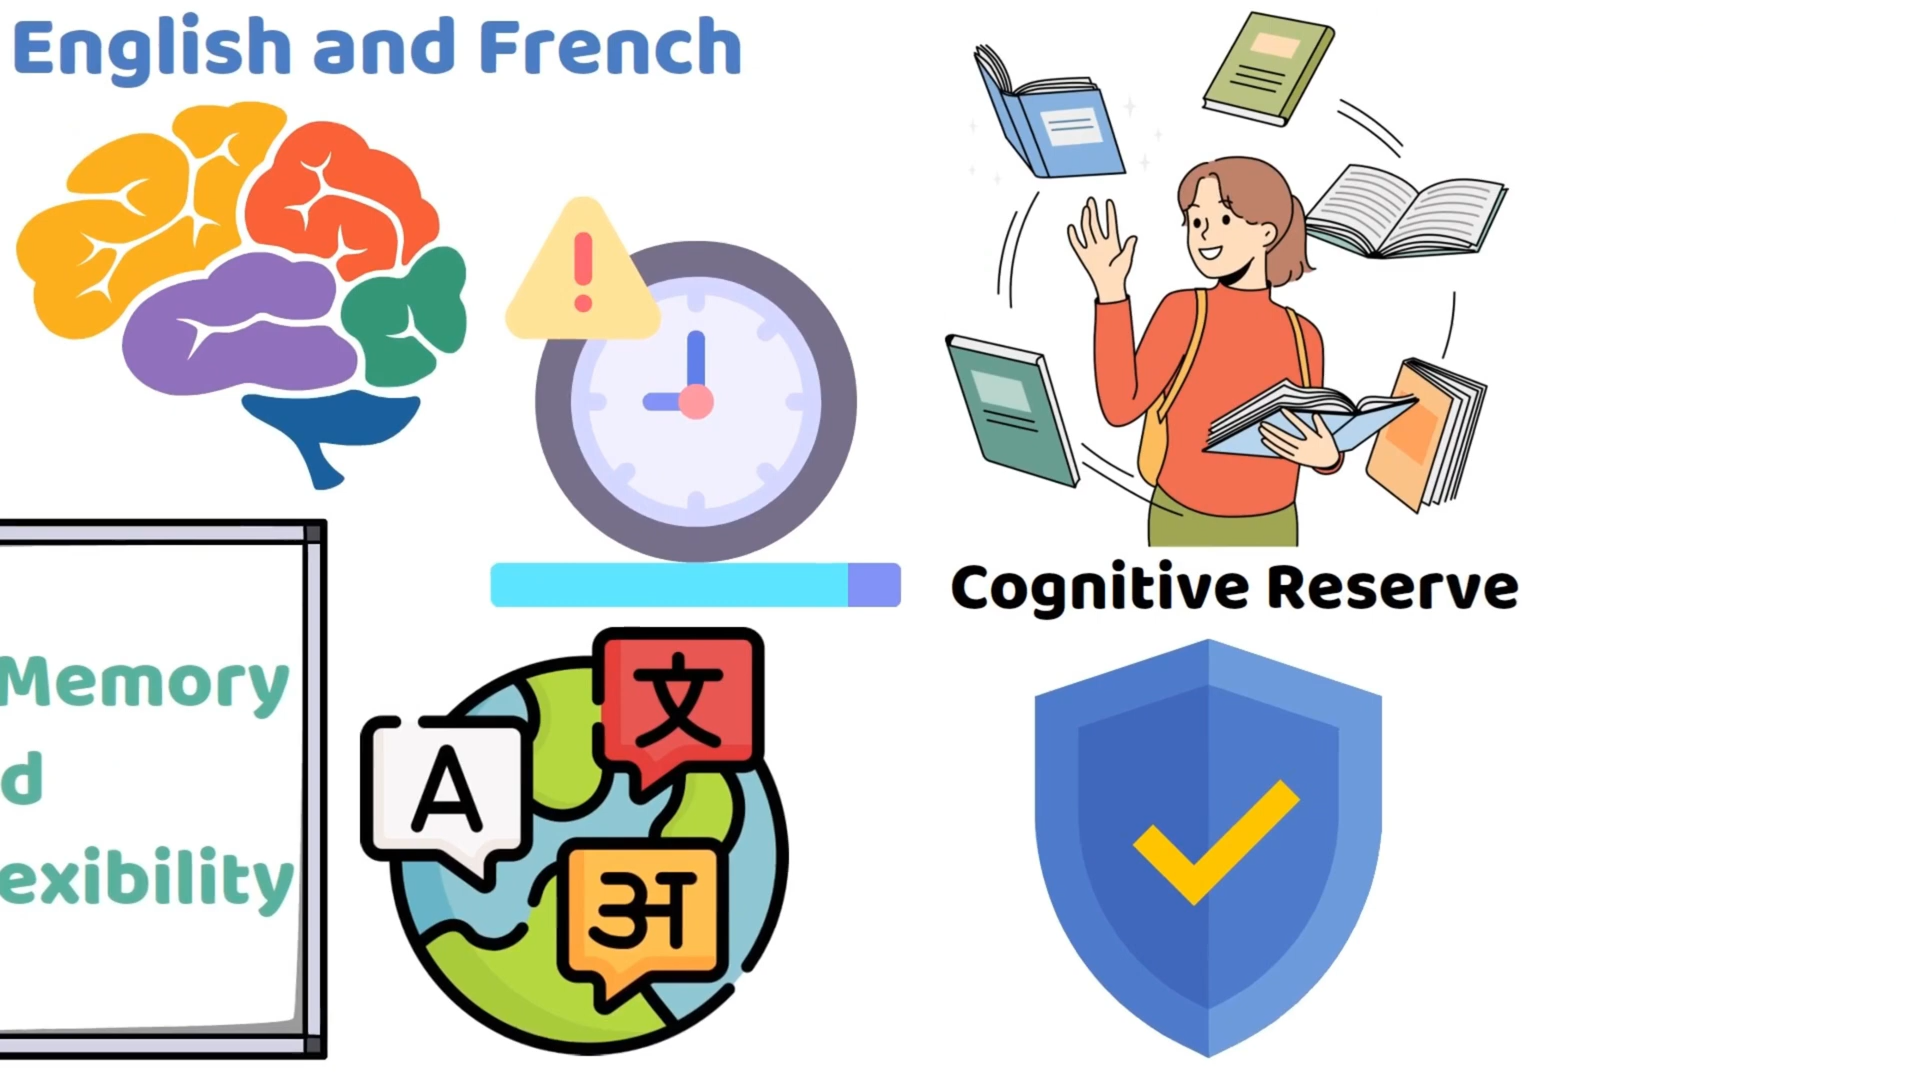 English and French
Cognitive Reserve
Memory
d
exibility
A
文
अ